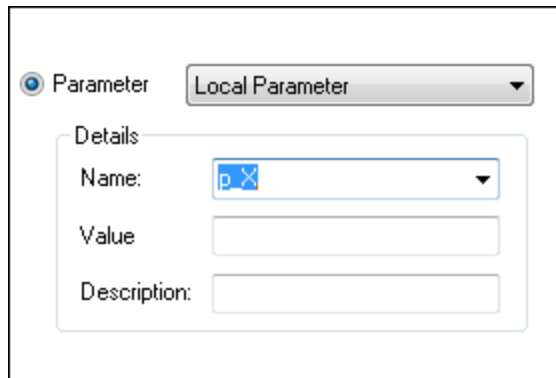 Parameter Local Parameter
Details
Name: p_X
Value
Description: